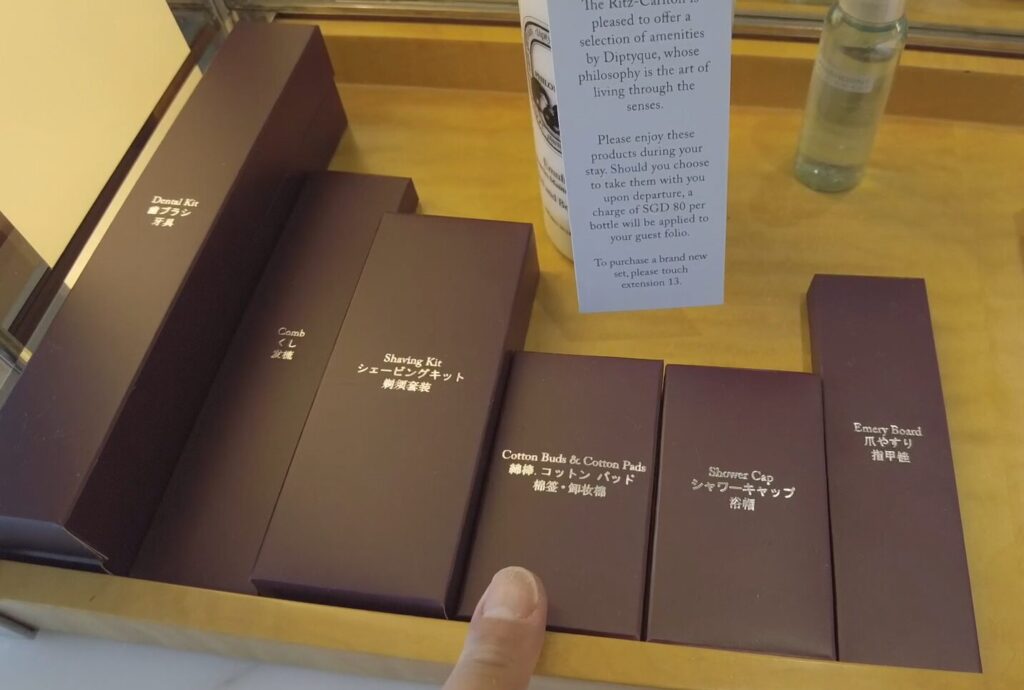 The Ritz-Carlton is
pleased to offer a
selection of amenities
by Diptyque, whose
philosophy is the art of
living through the
senses.
Please enjoy these
products during your
stay. Should you choose
to take them with you
upon departure, a
charge of SGD 80 per
bottle will be applied to
your guest folio.
To purchase a brand new
set, please touch
extension 13.
Dental Kit
歯ブラシ
牙具
Comb
くし
Shaving Kit
シェービングキット
剃须套装
Cotton Buds & Cotton Pads
綿棒. コットン パッド
棉签・卸妆棉
Shower Cap
シャワーキャップ
浴帽
Emery Board
爪やすり
指甲锉